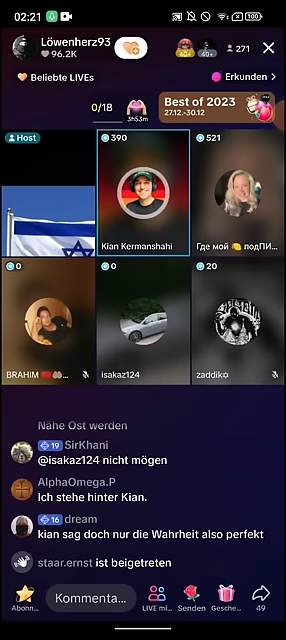 02:21
100
Löwenherz93
96.2K
40+
40+
271
Beliebte LIVEs
Erkunden >
0/18
3h53m
Best of 2023
27.12.-30.12
Host
390
521
Kian Kermanshahi
Где мой 🍋 подПИ...
0
0
20
BRAHIM 🟥🤲🏼...
isakaz124
zaddik✡
Nähe Ost werden
19 SirKhani
@isakaz124 nicht mögen
AlphaOmega.P
Ich stehe hinter Kian.
16 dream
kian sag doch nur die Wahrheit also perfekt
staar.ernst ist beigetreten
Kommenta...
Abonn...
LIVE mi...
Senden
Gesche...
49